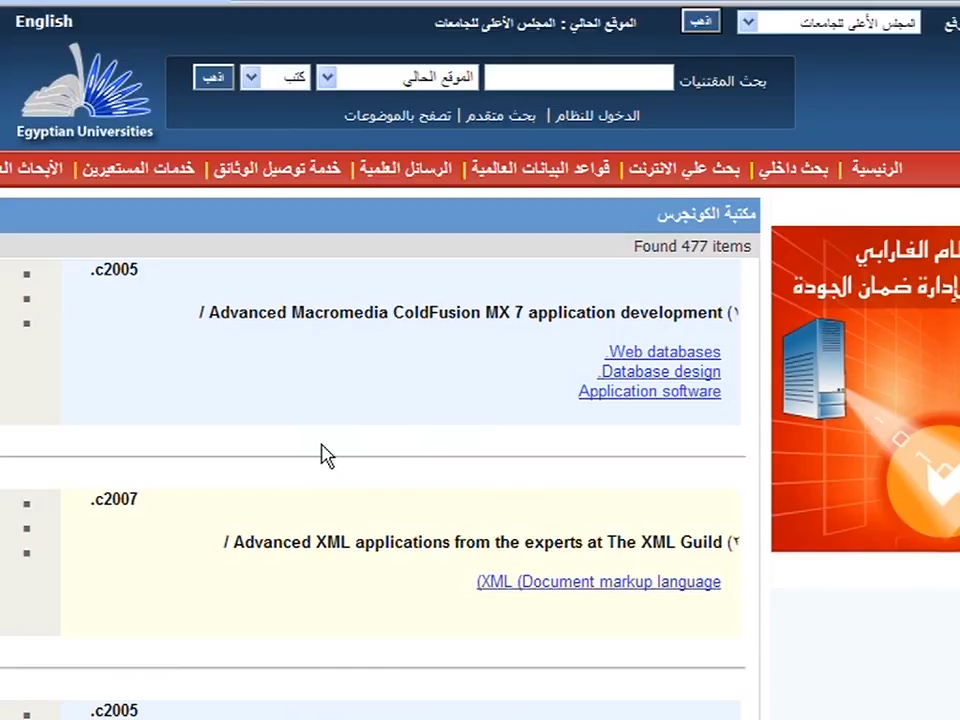 English
الموقع الحالي : المجلس الأعلى للجامعات
اذهب
المجلس الأعلى للجامعات
Egyptian Universities
بحث المقتنيات
الموقع الحالي
كتب
اذهب
الدخول للنظام | بحث متقدم | تصفح بالموضوعات
الرئيسية | بحث داخلي | بحث علي الانترنت | قواعد البيانات العالمية | الرسائل العلمية | خدمة توصيل الوثائق | خدمات المستعيرين | الأبحاث
مكتبة الكونجرس
Found 477 items
.c2005
/ Advanced Macromedia ColdFusion MX 7 application development (١
.Web databases
.Database design
Application software
.c2007
/ Advanced XML applications from the experts at The XML Guild (٢
(XML (Document markup language
.c2005
الفارابي
لإدارة ضمان الجودة